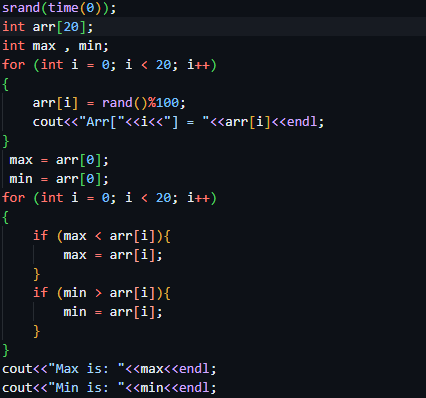 srand(time(0));
int arr[20];
int max , min;
for (int i = 0; i < 20; i++)
{
    arr[i] = rand()%100;
    cout<<"Arr["<<i<<"] = "<<arr[i]<<endl;
}
 max = arr[0];
 min = arr[0];
for (int i = 0; i < 20; i++)
{
    if (max < arr[i]){
        max = arr[i];
    }
    if (min > arr[i]){
        min = arr[i];
    }
}
cout<<"Max is: "<<max<<endl;
cout<<"Min is: "<<min<<endl;